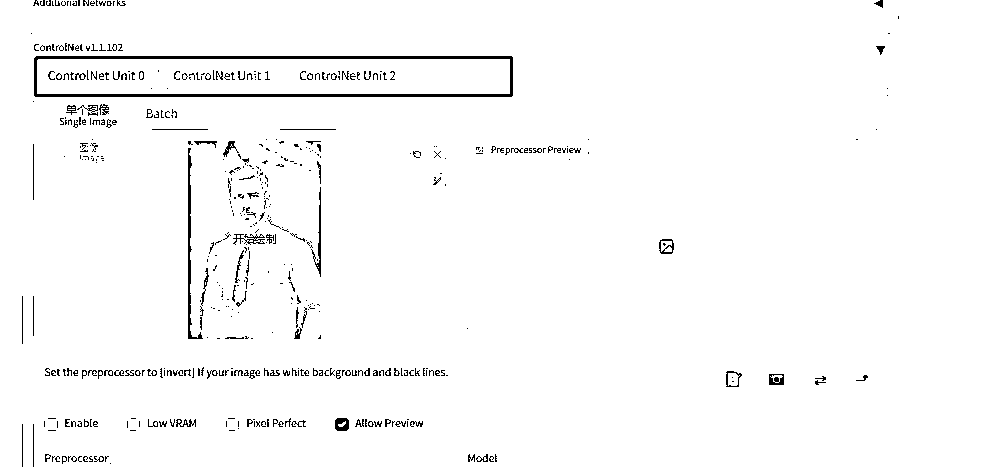 Additional Networks
ControlNet v1.1.102
ControlNet Unit 0 ControlNet Unit 1 ControlNet Unit 2
单个图像
Single Image
Batch
图像
Image
Preprocessor Preview
开始绘制
Set the preprocessor to [invert] If your image has white background and black lines.
Enable Low VRAM Pixel Perfect Allow Preview
Preprocessor Model